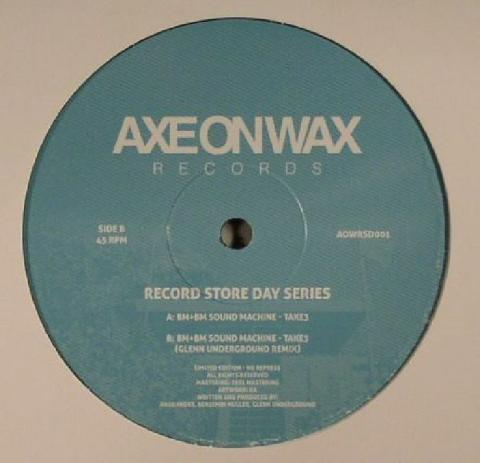 AXEONWAX
RECORDS
SIDE B
45 RPM
AOWRSD001
RECORD STORE DAY SERIES
A: BM+BM SOUND MACHINE - TAKE3
B: BM+BM SOUND MACHINE - TAKE3
(GLENN UNDERGROUND REMIX)
LIMITED EDITION - NO REPRESS
ALL RIGHTS RESERVED
MASTERING: MASTERING
WRITTEN AND PRODUCED BY:
BENJAMIN MULLER, GLENN UNDERGROUND